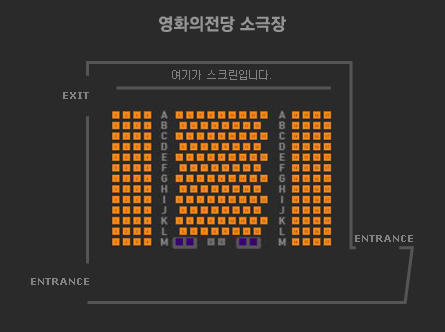 영화의전당 소극장
여기가 스크린입니다.
EXIT
A A
B B
C C
D D
E E
F F
G G
H H
I I
J J
K K
L L
M M
ENTRANCE
ENTRANCE